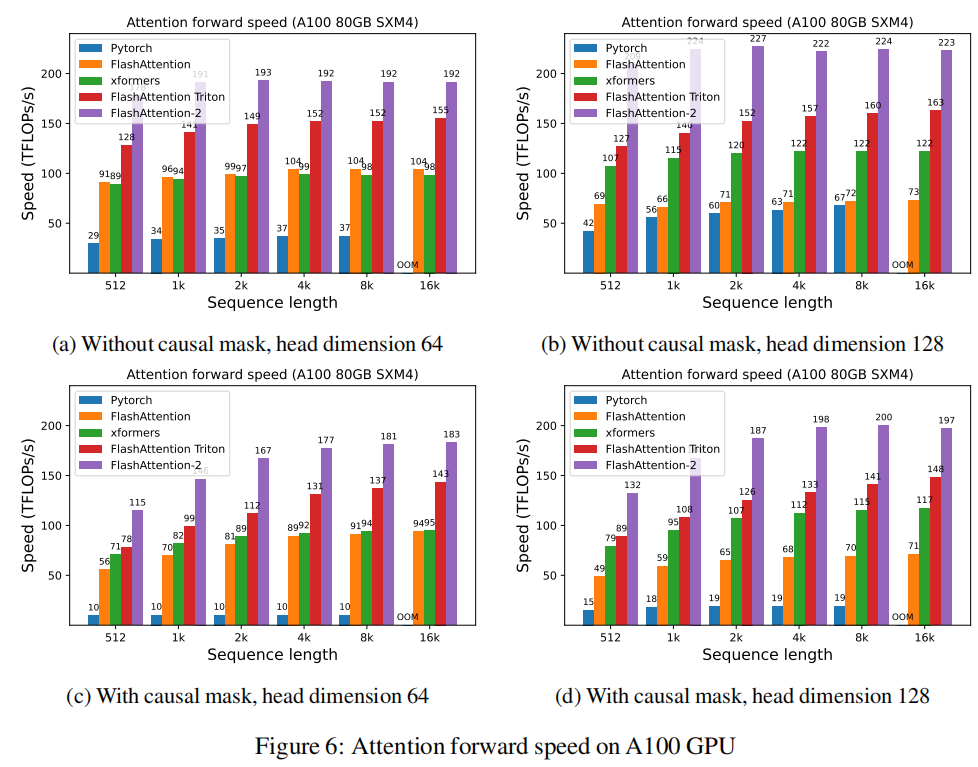 Attention forward speed (A100 80GB SXM4)
Speed (TFLOPs/s)
200
150
100
50
Pytorch
FlashAttention
xformers
FlashAttention Triton
FlashAttention-2
29 91 89 128
34 96 94 141 191
35 99 97 149 193
37 104 99 152 192
37 104 98 152 192
OOM 104 98 155 192
512 1k 2k 4k 8k 16k
Sequence length
(a) Without causal mask, head dimension 64
Attention forward speed (A100 80GB SXM4)
Speed (TFLOPs/s)
200
150
100
50
Pytorch
FlashAttention
xformers
FlashAttention Triton
FlashAttention-2
42 69 107 127
56 66 115 140 224
60 71 120 152 227
63 71 122 157 222
67 72 122 160 224
OOM 73 122 163 223
512 1k 2k 4k 8k 16k
Sequence length
(b) Without causal mask, head dimension 128
Attention forward speed (A100 80GB SXM4)
Speed (TFLOPs/s)
200
150
100
50
Pytorch
FlashAttention
xformers
FlashAttention Triton
FlashAttention-2
10 56 71 78 115
10 70 82 99 146
10 81 89 112 167
10 89 92 131 177
10 91 94 137 181
OOM 94 95 143 183
512 1k 2k 4k 8k 16k
Sequence length
(c) With causal mask, head dimension 64
Attention forward speed (A100 80GB SXM4)
Speed (TFLOPs/s)
200
150
100
50
Pytorch
FlashAttention
xformers
FlashAttention Triton
FlashAttention-2
15 49 79 89 132
18 59 95 108
19 65 107 126 187
19 68 112 133 198
19 70 115 141 200
OOM 71 117 148 197
512 1k 2k 4k 8k 16k
Sequence length
(d) With causal mask, head dimension 128
Figure 6: Attention forward speed on A100 GPU